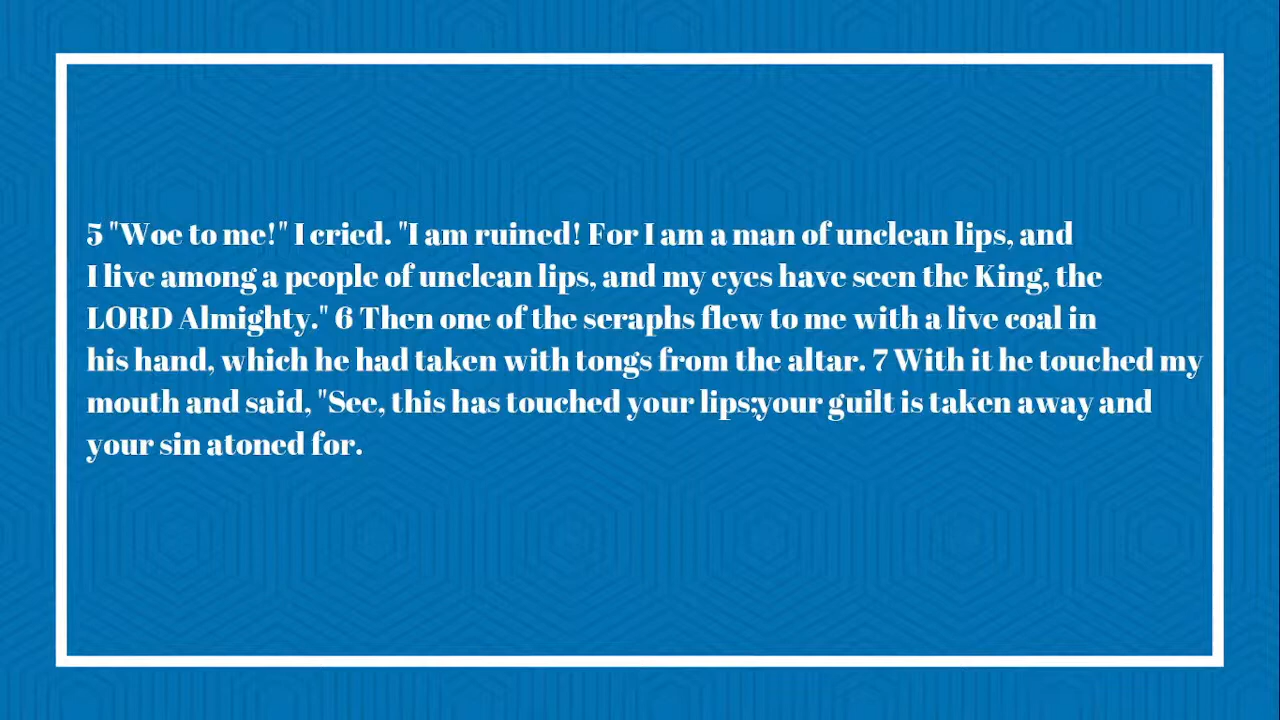 5 "Woe to me!" I cried. "I am ruined! For I am a man of unclean lips, and
I live among a people of unclean lips, and my eyes have seen the King, the
LORD Almighty." 6 Then one of the seraphs flew to me with a live coal in
his hand, which he had taken with tongs from the altar. 7 With it he touched my
mouth and said, "See, this has touched your lips;your guilt is taken away and
your sin atoned for.